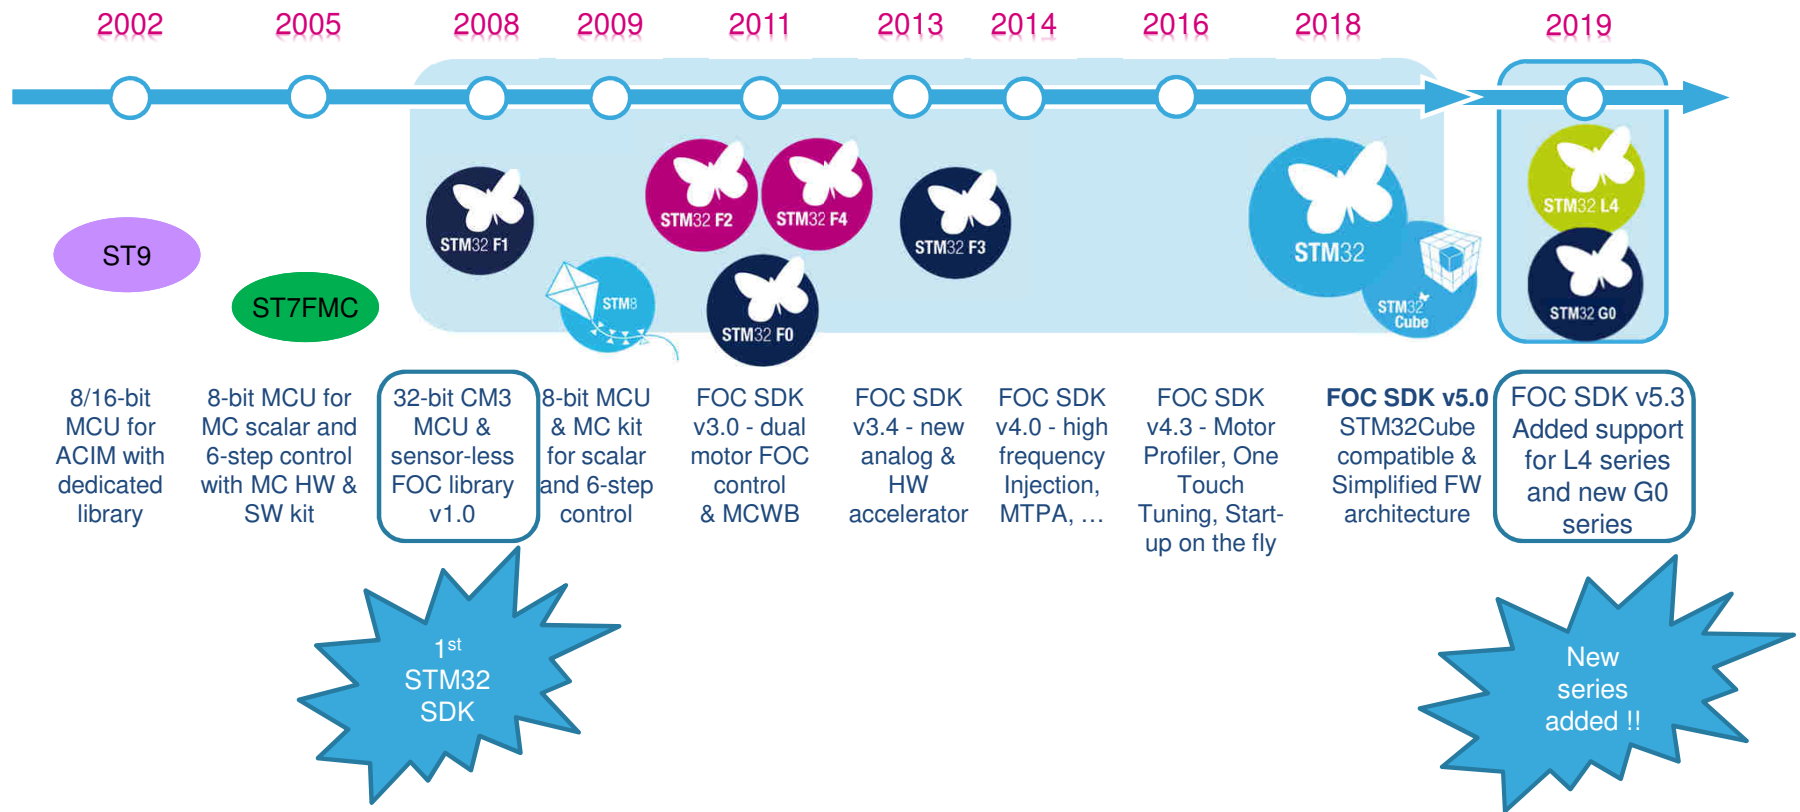 2002
2005
2008
2009
2011
2013
2014
2016
2018
2019
ST9
ST7FMC
STM32 F1
STM8
STM32 F2
STM32 F4
STM32 F0
STM32 F3
STM32
STM32
Cube
STM32 L4
STM32 G0
8/16-bit
MCU for
ACIM with
dedicated
library
8-bit MCU for
MC scalar and
6-step control
with MC HW &
SW kit
32-bit CM3
MCU &
sensor-less
FOC library
v1.0
8-bit MCU
& MC kit
for scalar
and 6-step
control
FOC SDK
v3.0 - dual
motor FOC
control
& MCWB
FOC SDK
v3.4 - new
analog &
HW
accelerator
FOC SDK
v4.0 - high
frequency
Injection,
MTPA, …
FOC SDK
v4.3 - Motor
Profiler, One
Touch
Tuning, Start-
up on the fly
FOC SDK v5.0
STM32Cube
compatible &
Simplified FW
architecture
FOC SDK v5.3
Added support
for L4 series
and new G0
series
1st
STM32
SDK
New
series
added !!